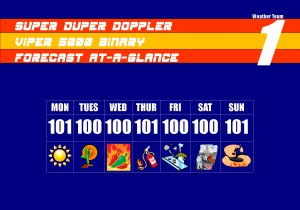 Weather Team
1
SUPER DUPER DOPPLER
VIPER 5000 BINARY
FORECAST AT-A-GLANCE
MON TUES WED THUR FRI SAT SUN
101 100 100 101 100 100 101